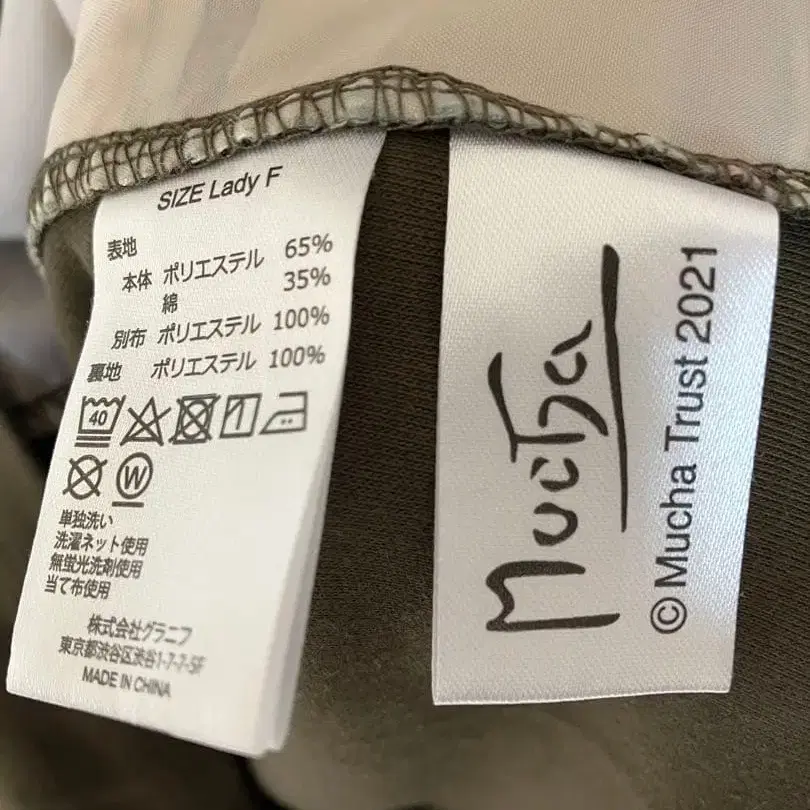 SIZE Lady F
表地
本体 ポリエステル 65%
綿 35%
別布 ポリエステル 100%
裏地 ポリエステル 100%
40
W
単独洗い
洗濯ネット使用
無蛍光洗剤使用
当て布使用
株式会社グラニフ
東京都渋谷区渋谷1-7-7-5F
MADE IN CHINA
Mucha
© Mucha Trust 2021